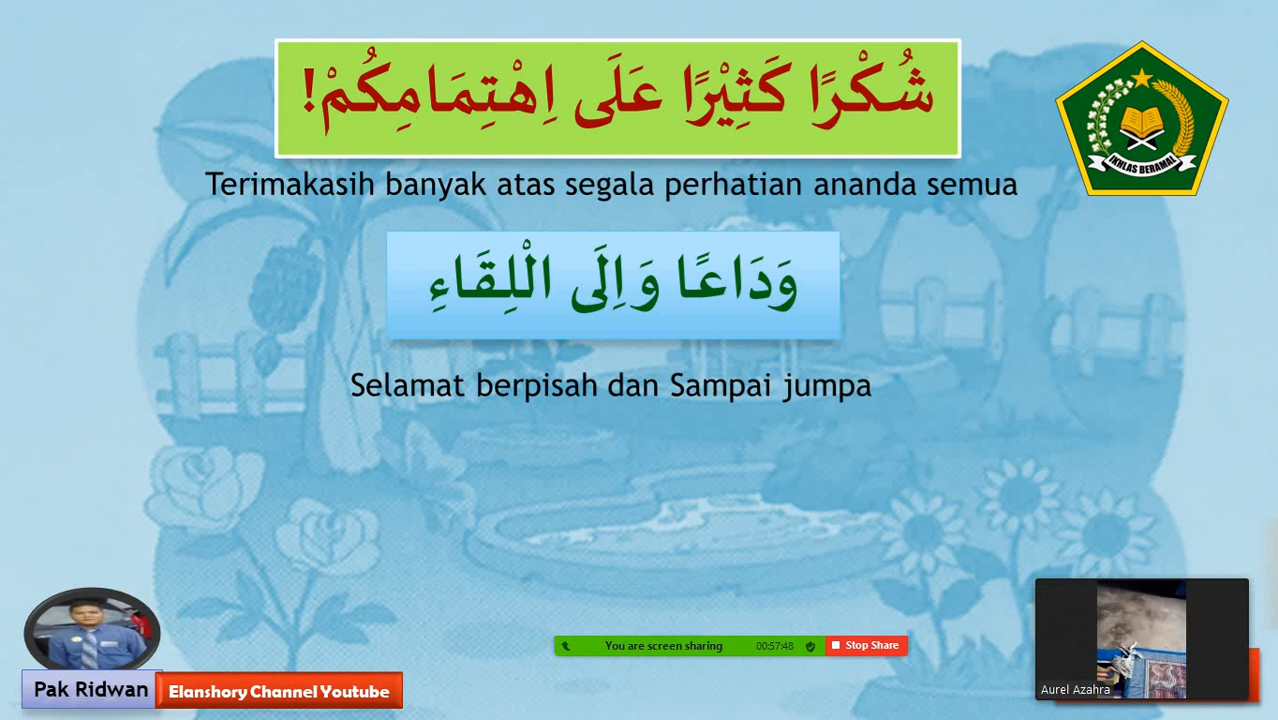 شُكْرًا كَثِيْرًا عَلَى اِهْتِمَامِكُمْ!
IKHLAS BERAMAL
Terimakasih banyak atas segala perhatian ananda semua
وَدَاعًا وَاِلَى الْلِقَاءِ
Selamat berpisah dan Sampai jumpa
You are screen sharing 00:57:48 Stop Share
Pak Ridwan
Elanshory Channel Youtube
Aurel Azahra